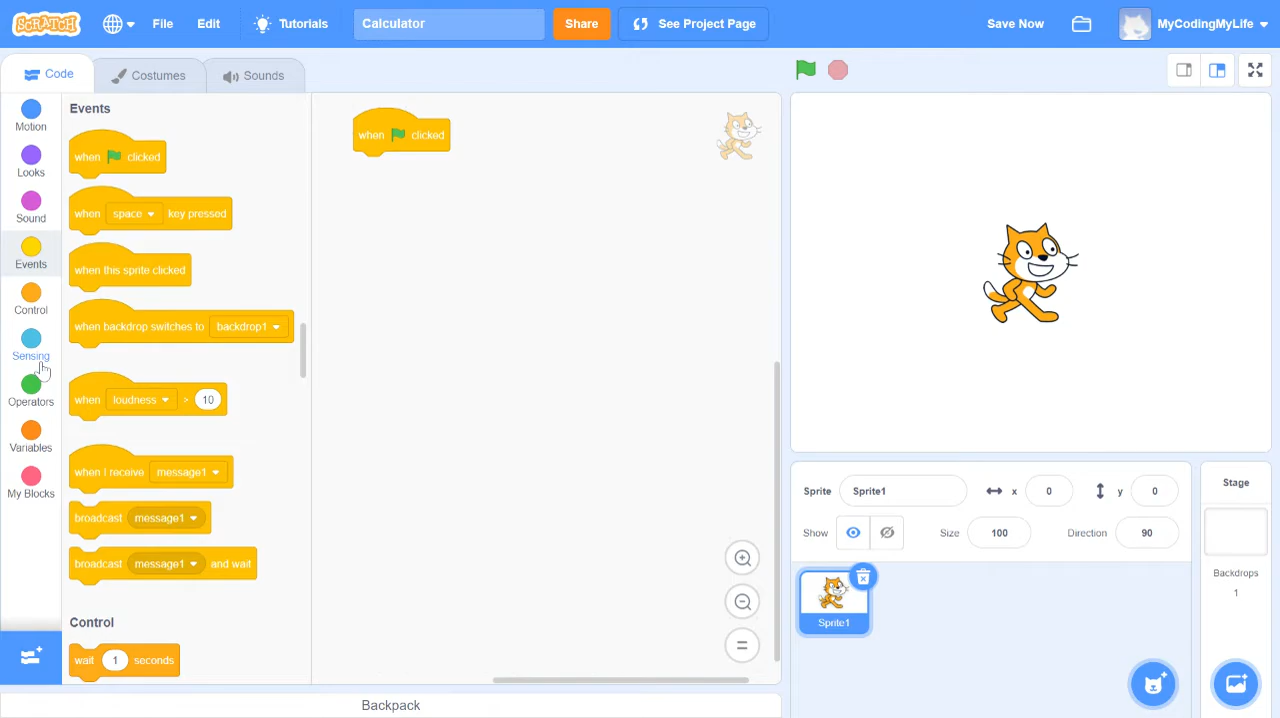 SCRATCH File Edit Tutorials Calculator Share See Project Page Save Now MyCodingMyLife
Code Costumes Sounds
Motion
Looks
Sound
Events
Control
Sensing
Operators
Variables
My Blocks
Events
when clicked
when space key pressed
when this sprite clicked
when backdrop switches to backdrop1
when loudness > 10
when I receive message1
broadcast message1
broadcast message1 and wait
Control
wait 1 seconds
when clicked
Sprite Sprite1 x 0 y 0
Show Size 100 Direction 90
Sprite1
Stage
Backdrops
1
Backpack